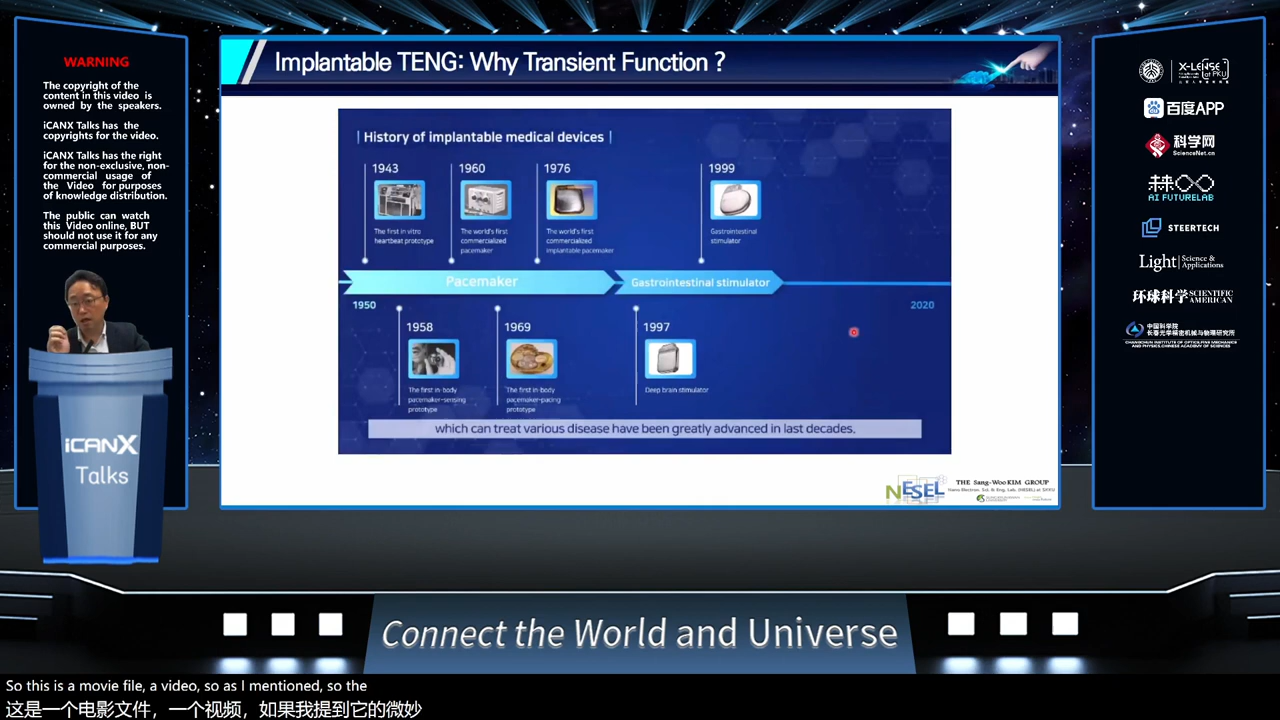 WARNING
The copyright of the
content in this video is
owned by the speakers.
iCANX Talks has the
copyrights for the video.
iCANX Talks has the right
for the non-exclusive, non-
commercial usage of
the Video for purposes
of knowledge distribution.
The public can watch
this Video online, BUT
should not use it for any
commercial purposes.
iCANX
Talks
Implantable TENG: Why Transient Function ?
| History of implantable medical devices |
1943
The first in vitro
heartbeat prototype
1960
The world's first
commercialized
pacemaker
1976
The world's first
commercialized
implantable pacemaker
1999
Gastrointestinal
stimulator
Pacemaker
Gastrointestinal stimulator
1950
2020
1958
The first in-body
pacemaker-sensing
prototype
1969
The first in-body
pacemaker-pacing
prototype
1997
Deep brain stimulator
which can treat various disease have been greatly advanced in last decades.
NESEL
THE Sang-Woo KIM GROUP
X-LENSE
at PKU
百度APP
科学网
ScienceNet.cn
未来
AI FUTURELAB
STEERTECH
Light Science & Applications
环球科学 SCIENTIFIC AMERICAN
中国科学院
长春光学精密机械与物理研究所
CHANGCHUN INSTITUTE OF OPTICS,FINE MECHANICS
AND PHYSICS,CHINESE ACADEMY OF SCIENCES
Connect the World and Universe
So this is a movie file, a video, so as I mentioned, so the
这是一个电影文件，一个视频，如果我提到它的微妙